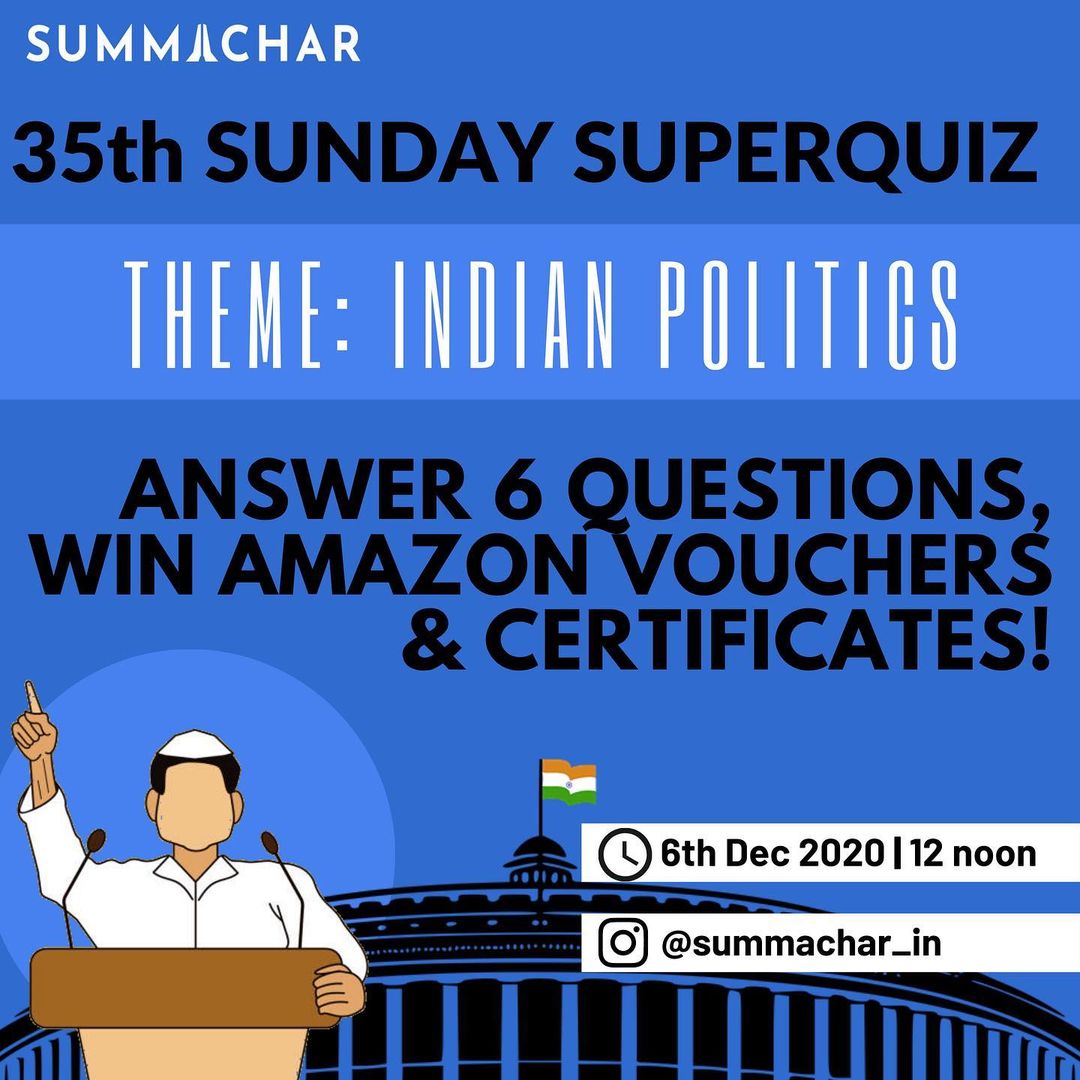 SUMMACHAR
35th SUNDAY SUPERQUIZ
THEME: INDIAN POLITICS
ANSWER 6 QUESTIONS,
WIN AMAZON VOUCHERS
& CERTIFICATES!
6th Dec 2020 | 12 noon
@summachar_in